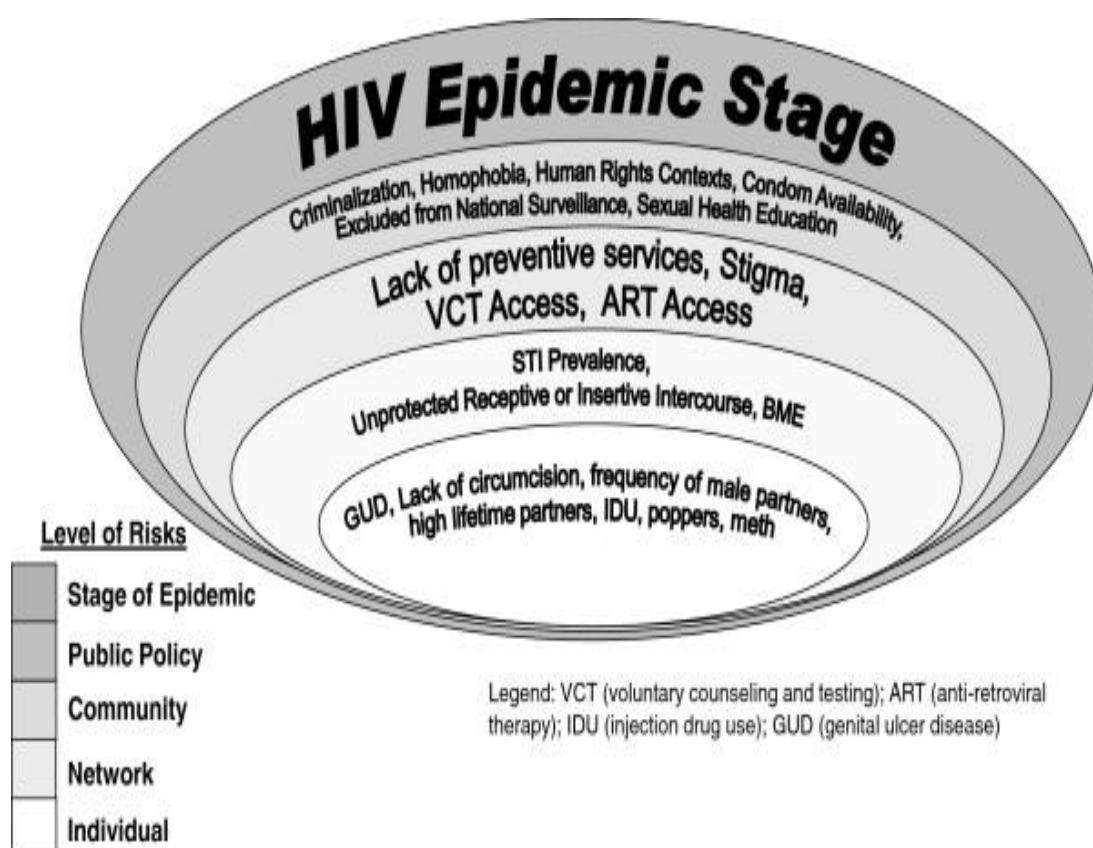 HIV Epidemic Stage
Criminalization, Homophobia, Human Rights Contexts, Condom Availability,
Excluded from National Surveillance, Sexual Health Education
Lack of preventive services, Stigma,
VCT Access, ART Access
STI Prevalence,
Unprotected Receptive or Insertive Intercourse, BME
GUD, Lack of circumcision, frequency of male partners,
high lifetime partners, IDU, poppers, meth
Level of Risks
Stage of Epidemic
Public Policy
Community
Network
Individual
Legend: VCT (voluntary counseling and testing); ART (anti-retroviral
therapy); IDU (injection drug use); GUD (genital ulcer disease)